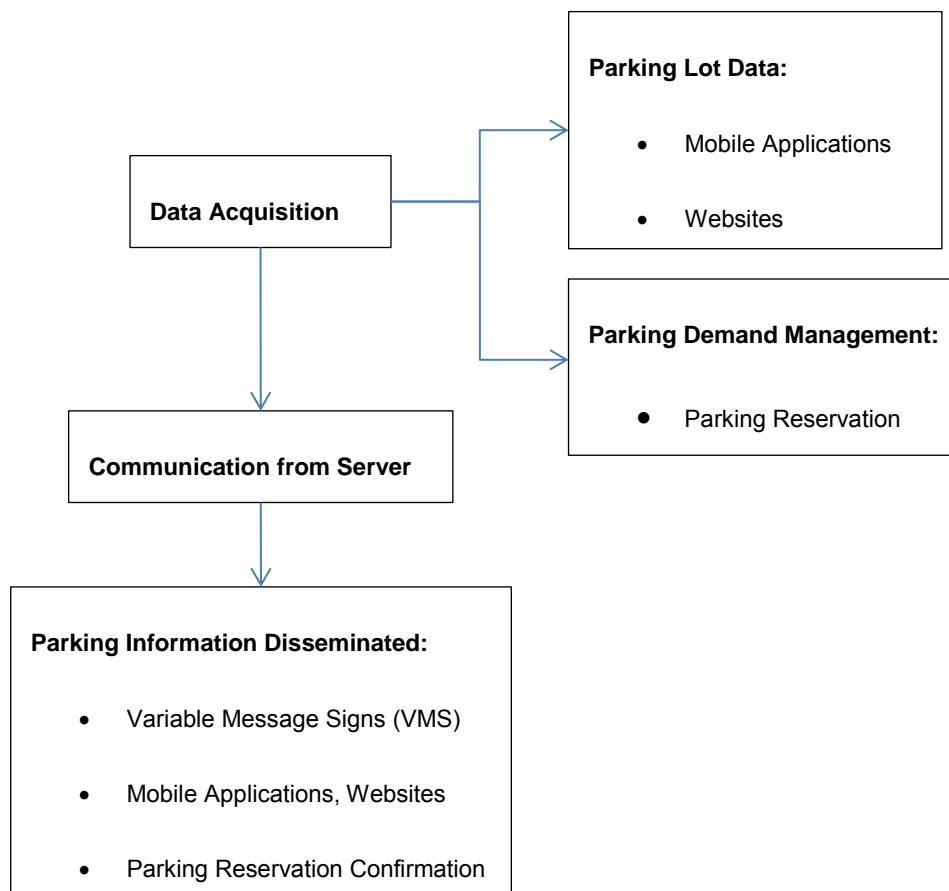 Parking Lot Data:
• Mobile Applications
• Websites
Data Acquisition
Parking Demand Management:
• Parking Reservation
Communication from Server
Parking Information Disseminated:
• Variable Message Signs (VMS)
• Mobile Applications, Websites
• Parking Reservation Confirmation